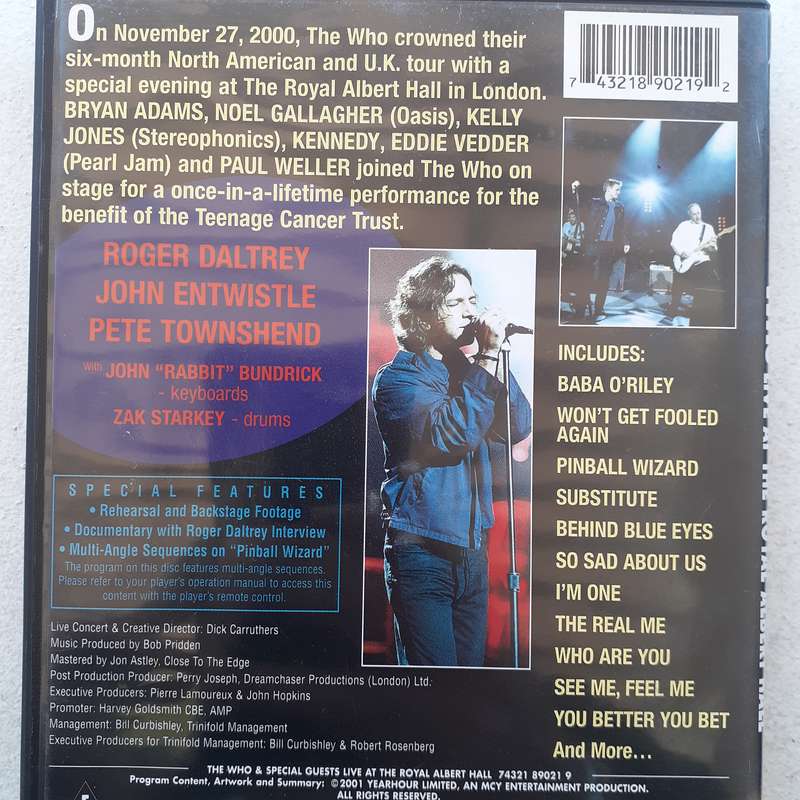 On November 27, 2000, The Who crowned their
six-month North American and U.K. tour with a
special evening at The Royal Albert Hall in London.
BRYAN ADAMS, NOEL GALLAGHER (Oasis), KELLY
JONES (Stereophonics), KENNEDY, EDDIE VEDDER
(Pearl Jam) and PAUL WELLER joined The Who on
stage for a once-in-a-lifetime performance for the
benefit of the Teenage Cancer Trust.
7 43218 90219 2
ROGER DALTREY
JOHN ENTWISTLE
PETE TOWNSHEND
with JOHN “RABBIT” BUNDRICK
- keyboards
ZAK STARKEY - drums
SPECIAL FEATURES
• Rehearsal and Backstage Footage
• Documentary with Roger Daltrey Interview
• Multi-Angle Sequences on “Pinball Wizard”
The program on this disc features multi-angle sequences.
Please refer to your player's operation manual to access this
content with the player's remote control.
Live Concert & Creative Director: Dick Carruthers
Music Produced by Bob Pridden
Mastered by Jon Astley, Close To The Edge
Post Production Producer: Perry Joseph, Dreamchaser Productions (London) Ltd.
Executive Producers: Pierre Lamoureux & John Hopkins
Promoter: Harvey Goldsmith CBE, AMP
Management: Bill Curbishley, Trinifold Management
Executive Producers for Trinifold Management: Bill Curbishley & Robert Rosenberg
INCLUDES:
BABA O'RILEY
WON'T GET FOOLED
AGAIN
PINBALL WIZARD
SUBSTITUTE
BEHIND BLUE EYES
SO SAD ABOUT US
I'M ONE
THE REAL ME
WHO ARE YOU
SEE ME, FEEL ME
YOU BETTER YOU BET
And More...
THE WHO & SPECIAL GUESTS LIVE AT THE ROYAL ALBERT HALL 74321 89021 9
Program Content, Artwork and Summary: ©2001 YEARHOUR LIMITED, AN MCY ENTERTAINMENT PRODUCTION.
ALL RIGHTS RESERVED.
E
LIVE AT THE ROYAL ALBERT HALL